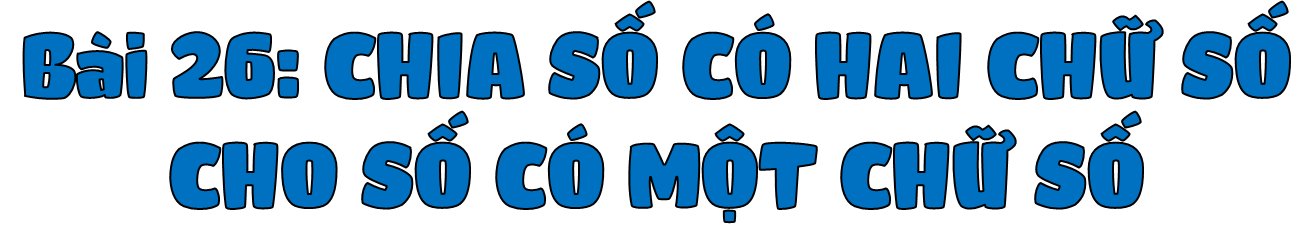 Bài 26: CHIA SỐ CÓ HAI CHỮ SỐ
CHO SỐ CÓ MỘT CHỮ SỐ